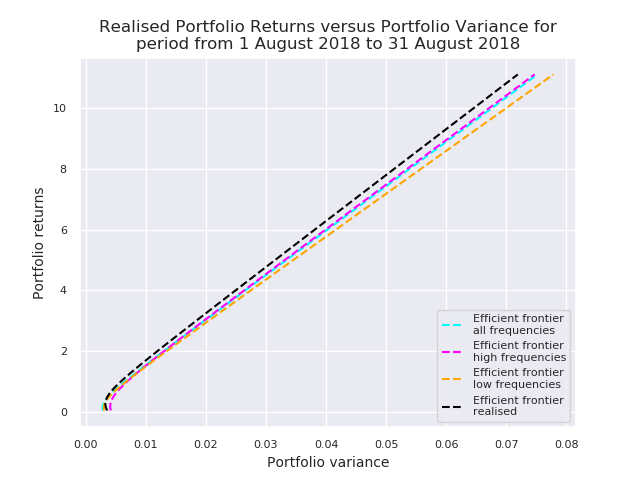 Realised Portfolio Returns versus Portfolio Variance for
period from 1 August 2018 to 31 August 2018
Portfolio returns
10
8
6
4
2
0
Efficient frontier
all frequencies
Efficient frontier
high frequencies
Efficient frontier
low frequencies
Efficient frontier
realised
0.00 0.01 0.02 0.03 0.04 0.05 0.06 0.07 0.08
Portfolio variance